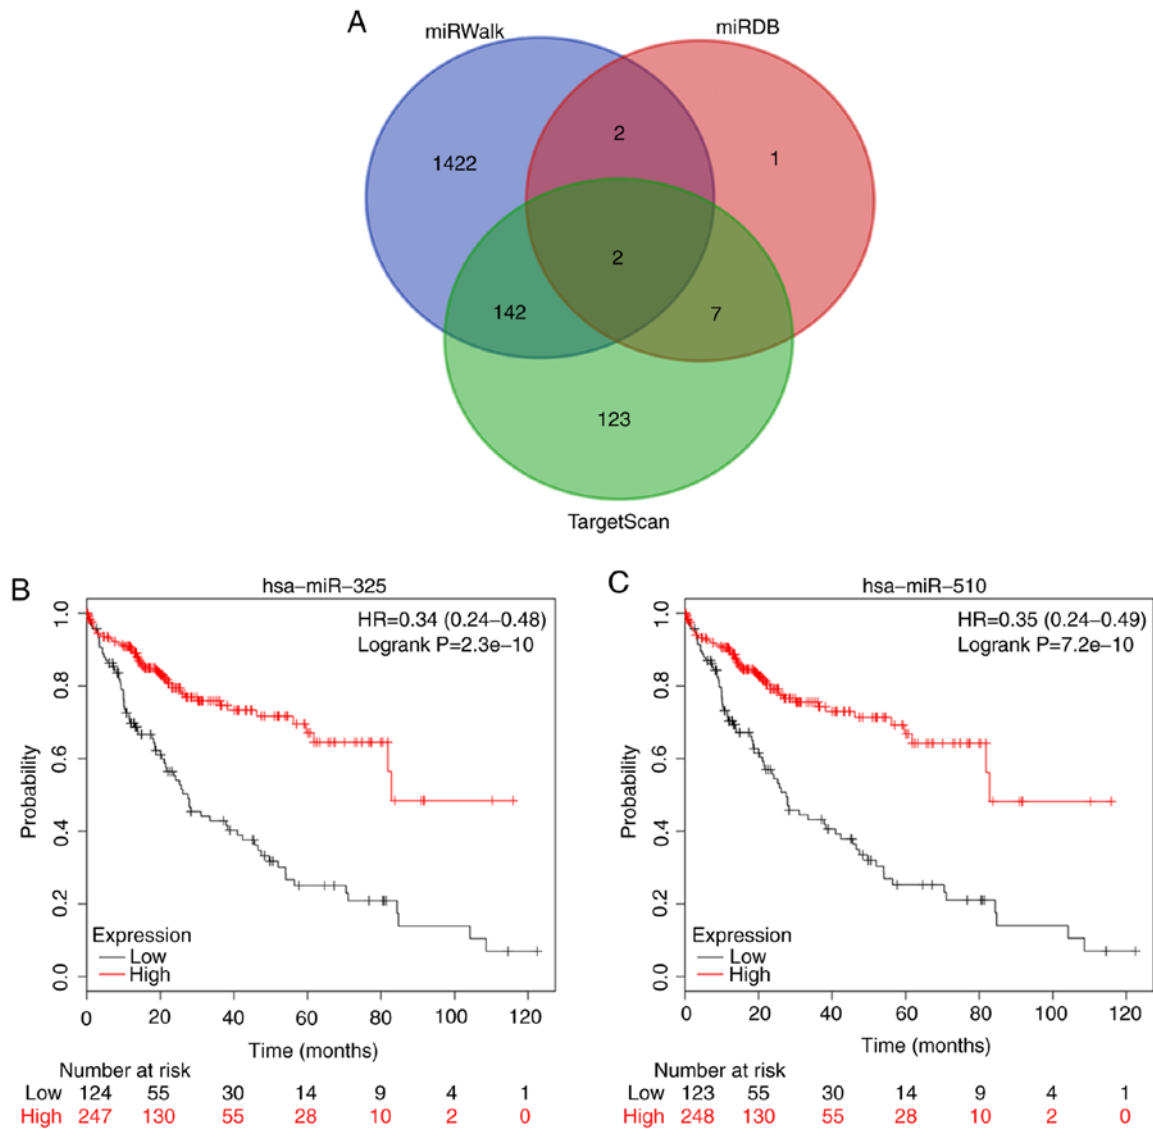 A
miRWalk
miRDB
1422
2
1
2
142
7
123
TargetScan
B
hsa−miR−325
HR=0.34 (0.24−0.48)
Logrank P=2.3e−10
Probability
1.0
0.8
0.6
0.4
0.2
0.0
Expression
Low
High
0 20 40 60 80 100 120
Time (months)
Number at risk
Low 124 55 30 14 9 4 1
High 247 130 55 28 10 2 0
C
hsa−miR−510
HR=0.35 (0.24−0.49)
Logrank P=7.2e−10
Probability
1.0
0.8
0.6
0.4
0.2
0.0
Expression
Low
High
0 20 40 60 80 100 120
Time (months)
Number at risk
Low 123 55 30 14 9 4 1
High 248 130 55 28 10 2 0